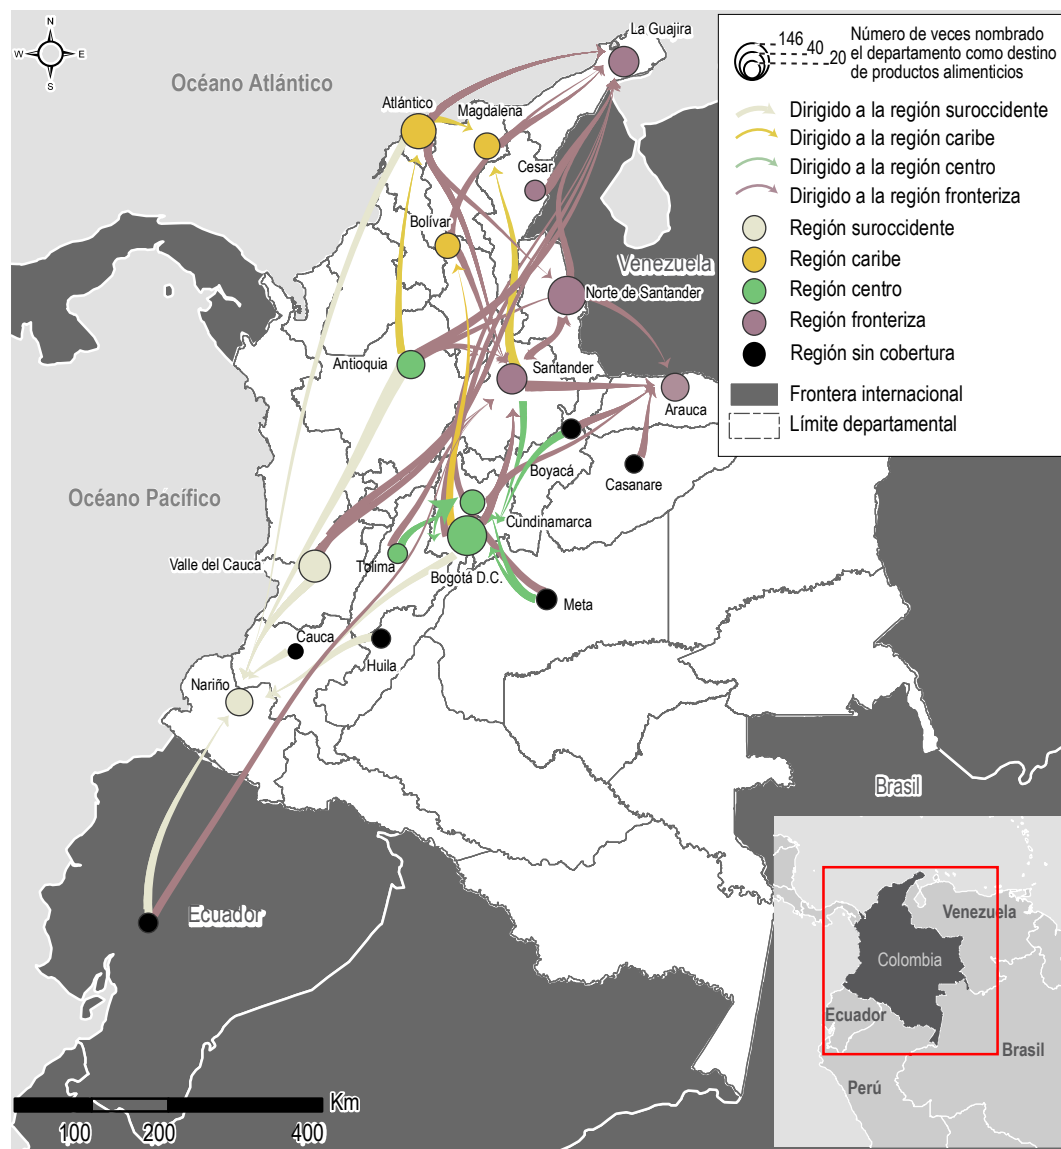 N
W
E
S
Océano Atlántico
La Guajira
Atlántico
Magdalena
Cesar
Bolívar
Venezuela
Norte de Santander
Antioquia
Santander
Arauca
Boyacá
Casanare
Océano Pacífico
Cundinamarca
Valle del Cauca
Tolima
Bogotá D.C.
Meta
Cauca
Huila
Nariño
Brasil
Ecuador
146
40
20
Número de veces nombrado
el departamento como destino
de productos alimenticios
Dirigido a la región suroccidente
Dirigido a la región caribe
Dirigido a la región centro
Dirigido a la región fronteriza
Región suroccidente
Región caribe
Región centro
Región fronteriza
Región sin cobertura
Frontera internacional
Límite departamental
Venezuela
Colombia
Ecuador
Brasil
Perú
Km
100
200
400